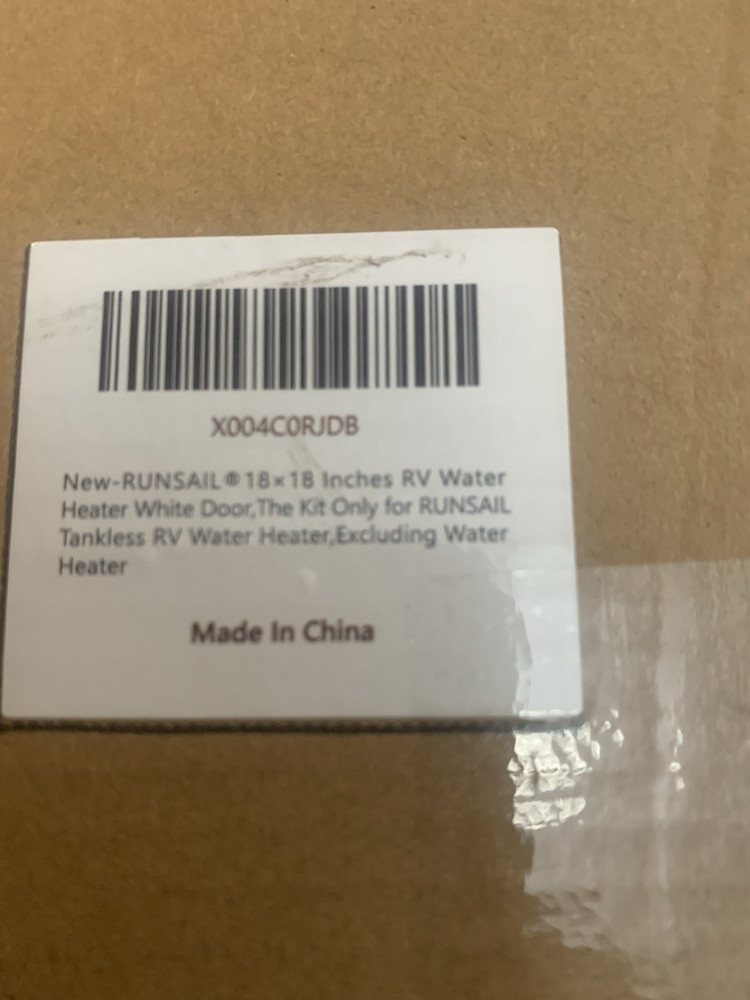 X004C0RJDB
New-RUNSAIL® 18×18 Inches RV Water
Heater White Door,The Kit Only for RUNSAIL
Tankless RV Water Heater,Excluding Water
Heater
Made In China